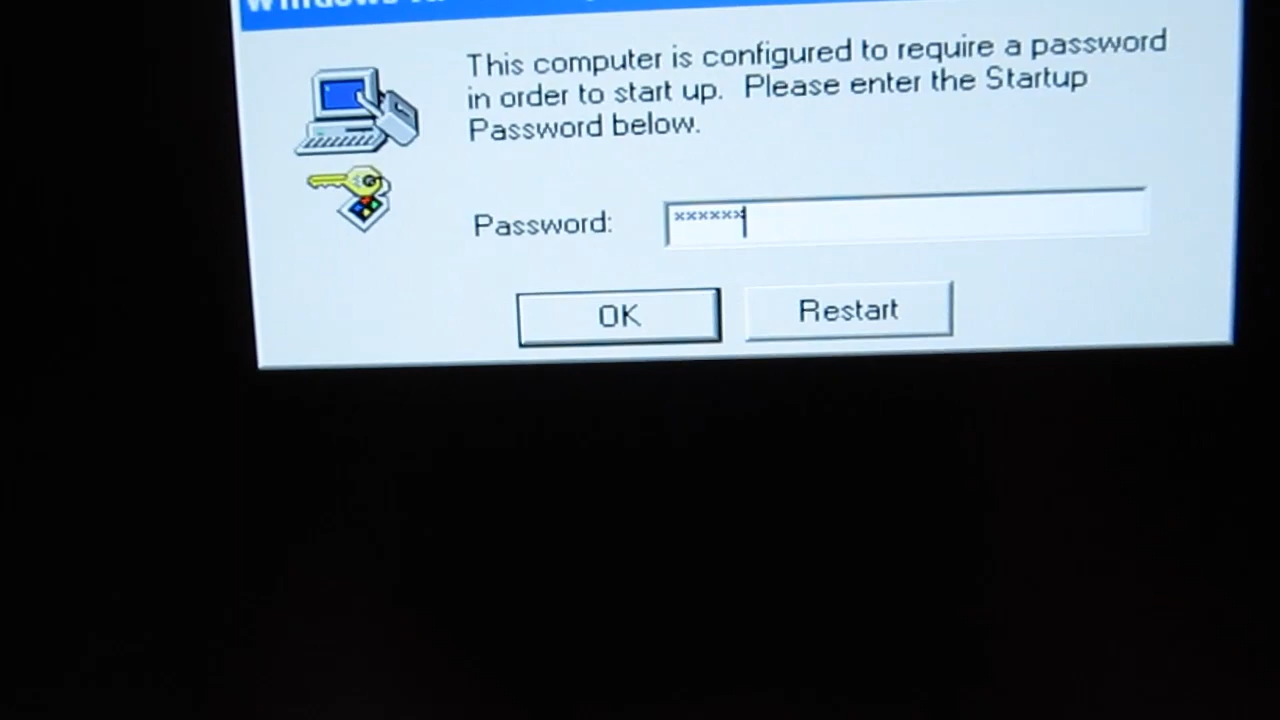 This computer is configured to require a password
in order to start up. Please enter the Startup
Password below.
Password: xxxxxx
OK Restart